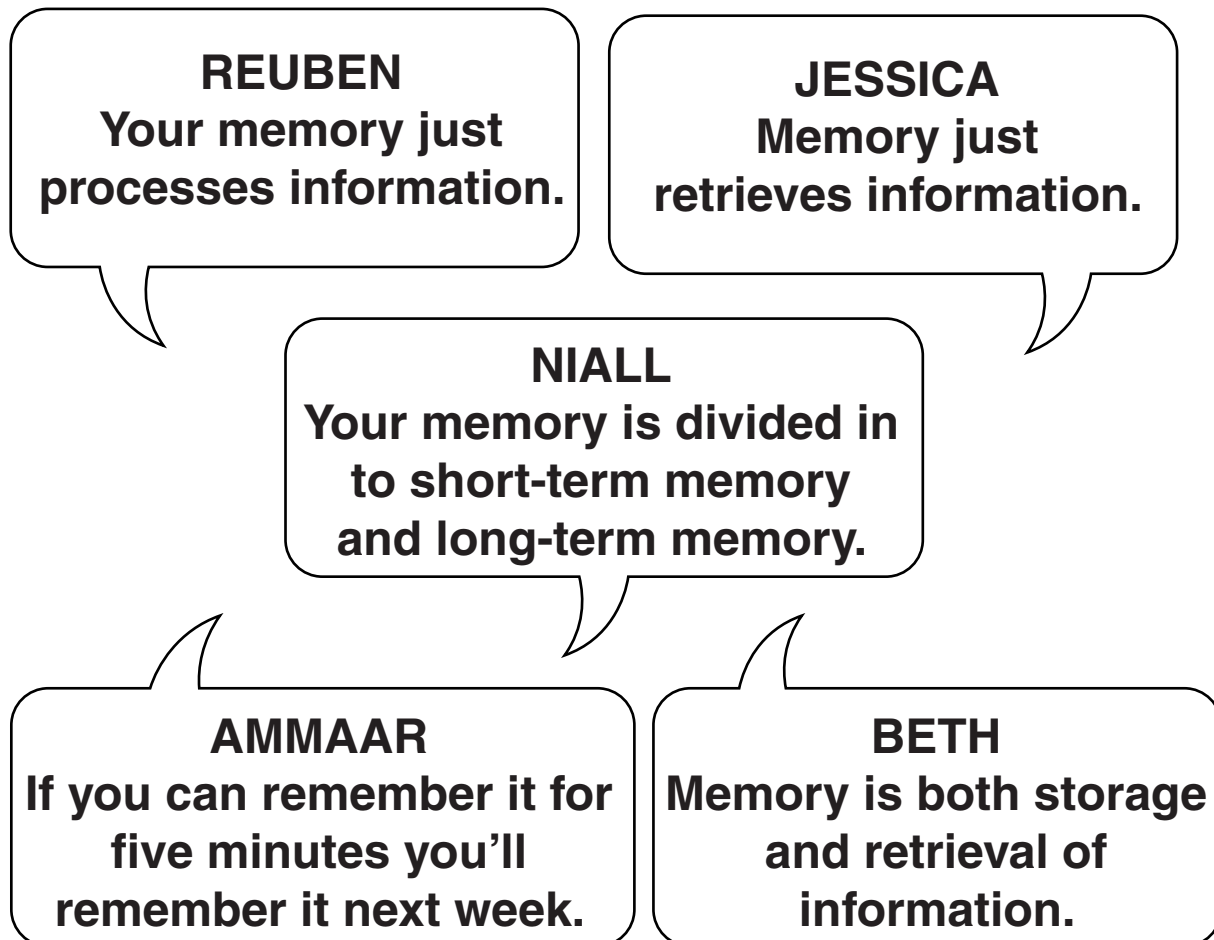 REUBEN
Your memory just
processes information.
JESSICA
Memory just
retrieves information.
NIALL
Your memory is divided in
to short-term memory
and long-term memory.
AMMAAR
If you can remember it for
five minutes you’ll
remember it next week.
BETH
Memory is both storage
and retrieval of
information.